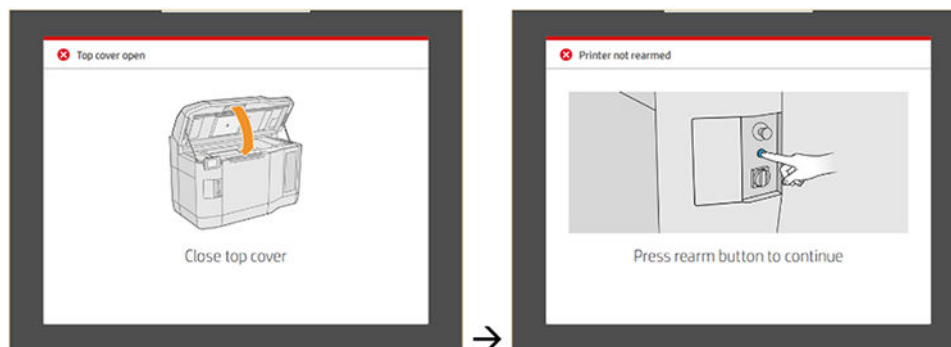 Top cover open
Close top cover
Printer not rearmed
Press rearm button to continue